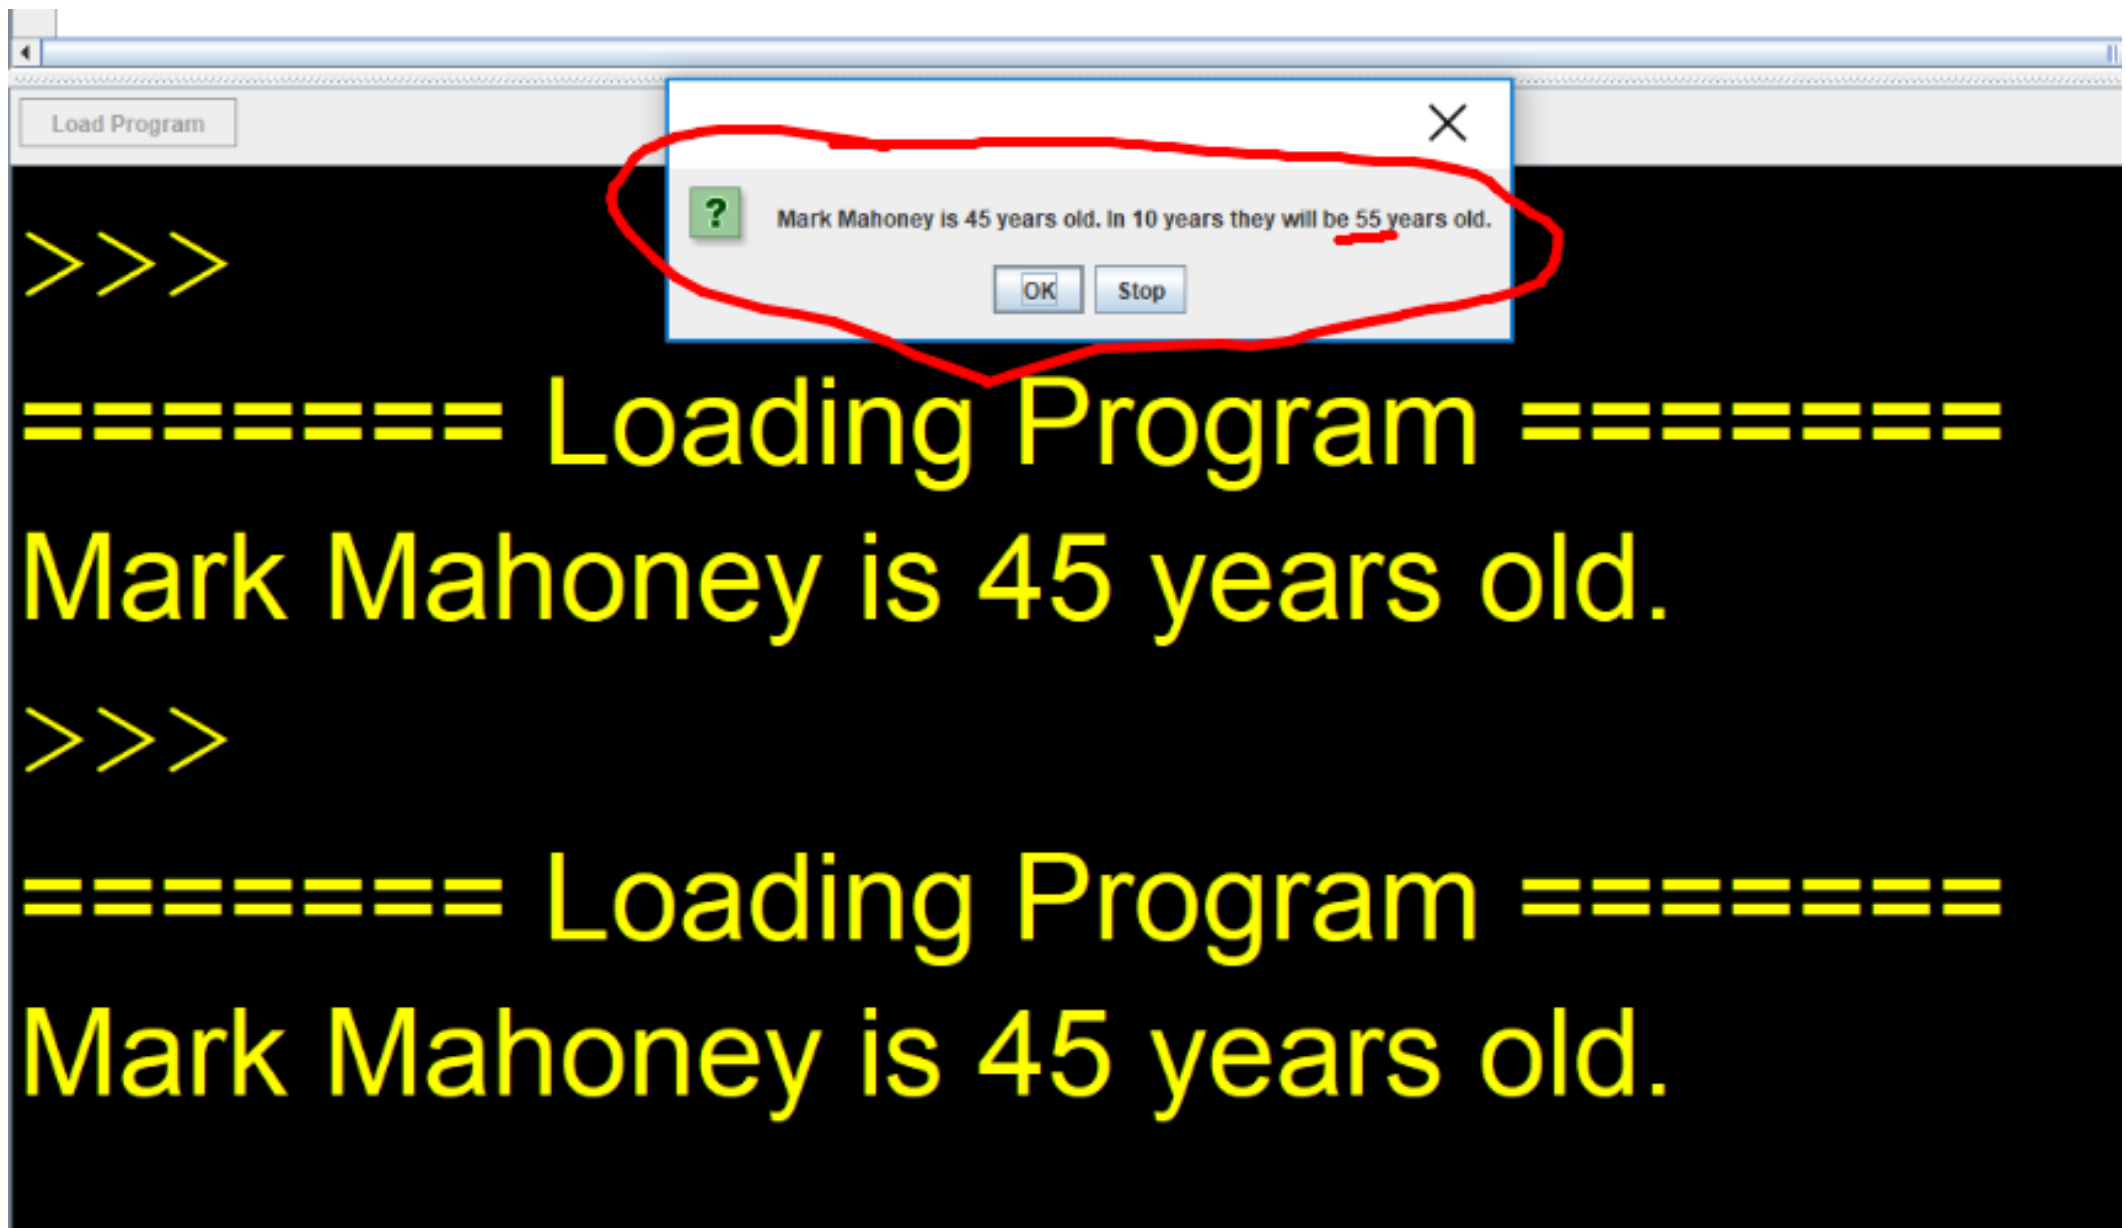 Load Program
?
Mark Mahoney is 45 years old. In 10 years they will be 55 years old.
OK Stop
>>>
======= Loading Program =======
Mark Mahoney is 45 years old.
>>>
======= Loading Program =======
Mark Mahoney is 45 years old.